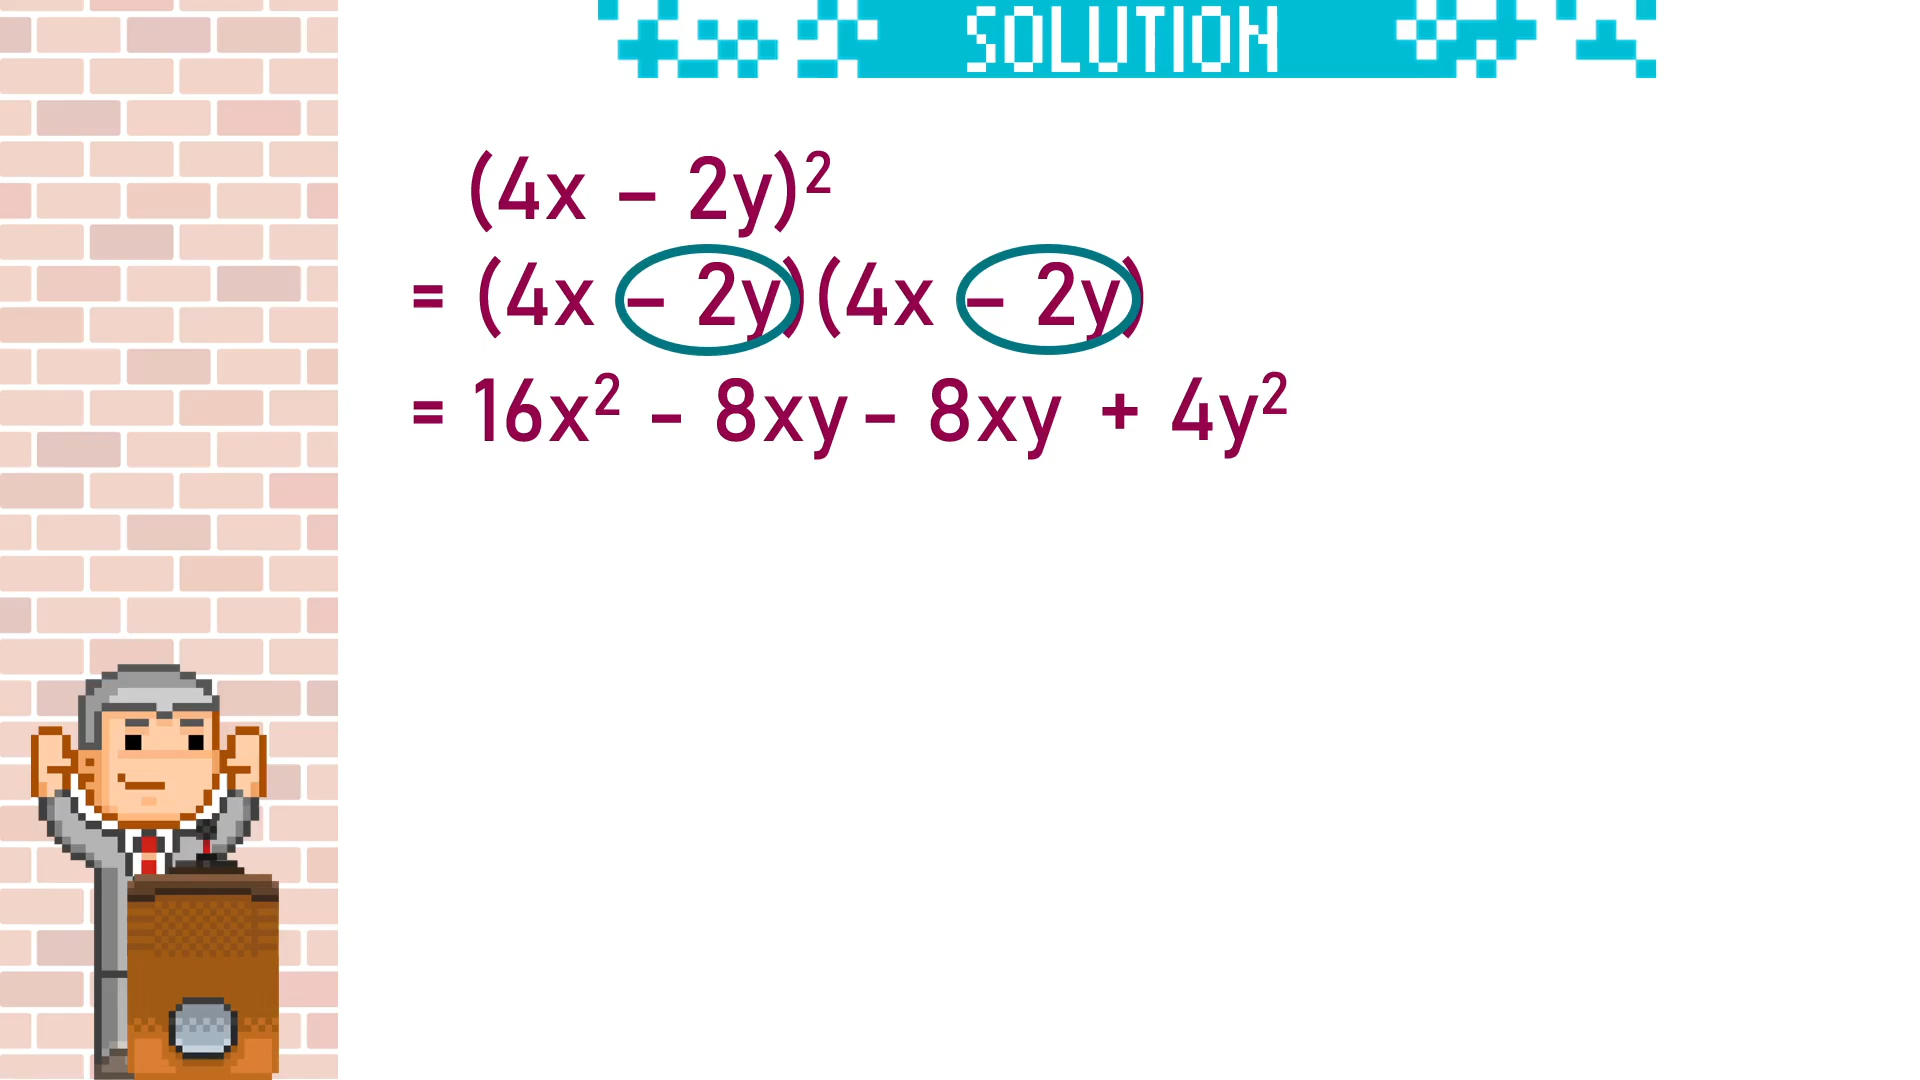 SOLUTION
(4x – 2y)²
= (4x – 2y)(4x – 2y)
= 16x² – 8xy – 8xy + 4y²